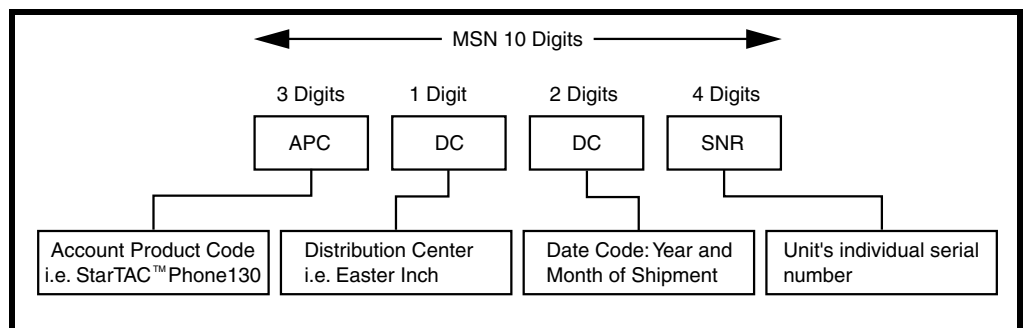 MSN 10 Digits
3 Digits 1 Digit 2 Digits 4 Digits
APC DC DC SNR
Account Product Code
i.e. StarTAC™Phone130
Distribution Center
i.e. Easter Inch
Date Code: Year and
Month of Shipment
Unit's individual serial
number